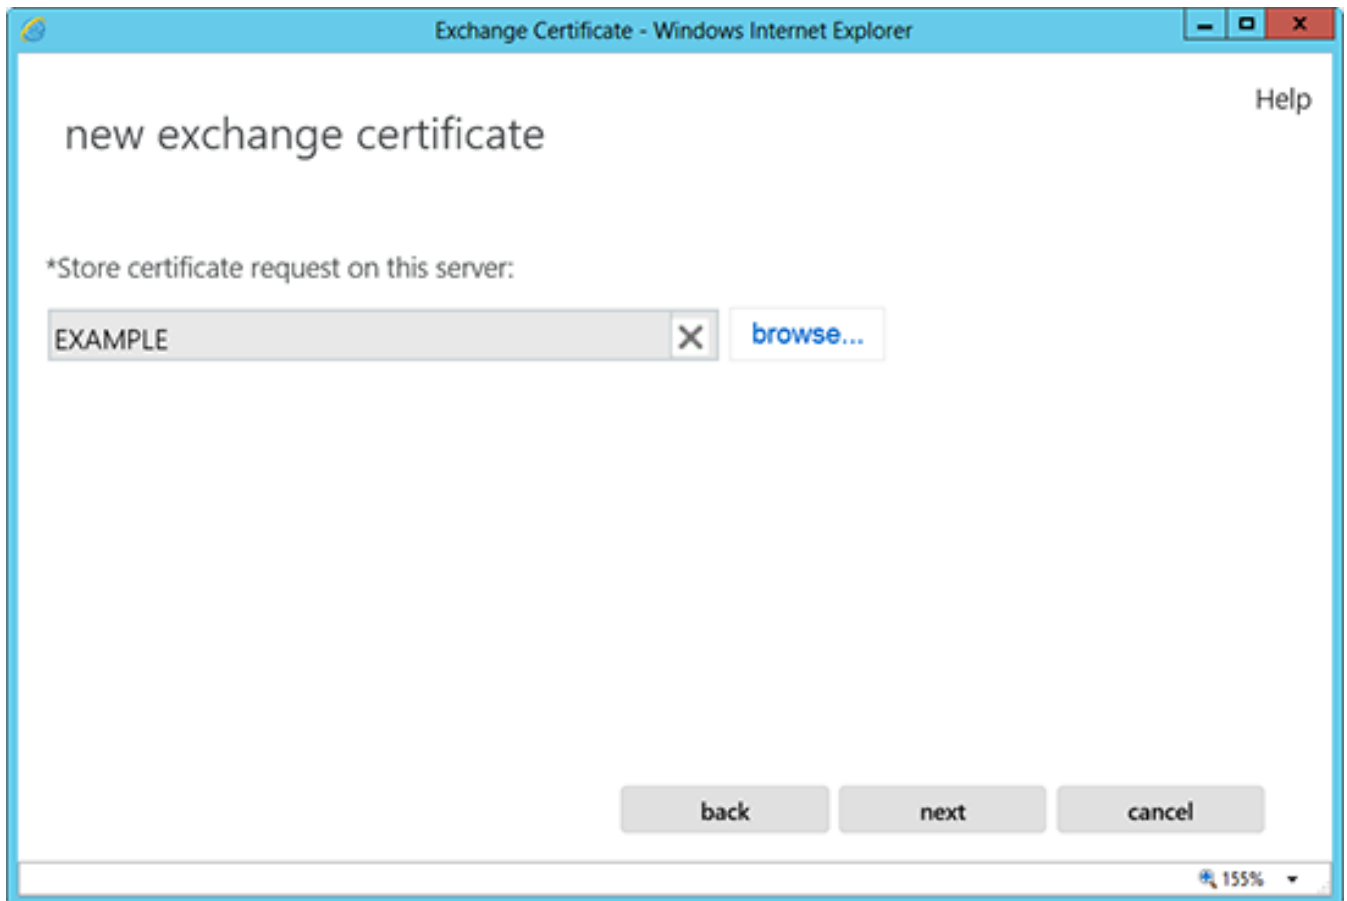 Exchange Certificate - Windows Internet Explorer
Help
new exchange certificate
*Store certificate request on this server:
EXAMPLE
browse...
back next cancel
155%